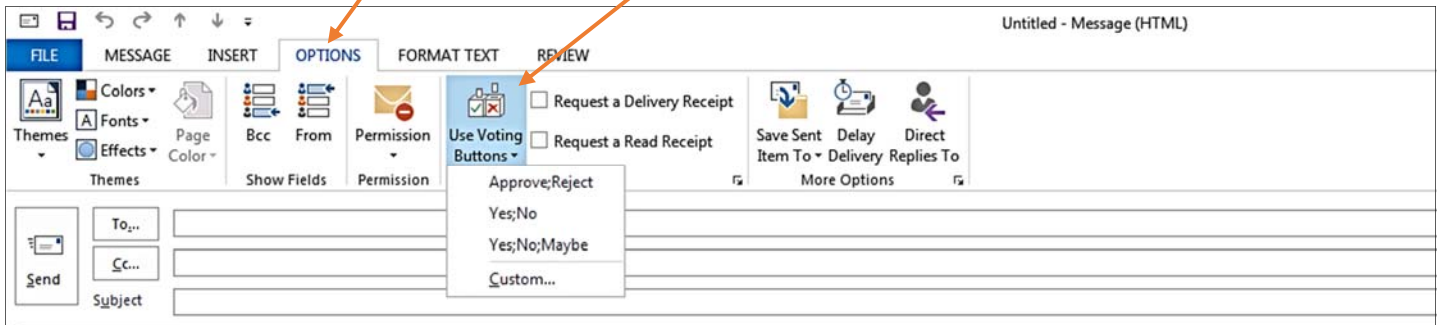 Untitled - Message (HTML)
FILE MESSAGE INSERT OPTIONS FORMAT TEXT REVIEW
Aa
Themes
Colors
A Fonts
Effects
Page
Color
Themes
Bcc
From
Show Fields
Permission
Permission
Use Voting
Buttons
Request a Delivery Receipt
Request a Read Receipt
Approve;Reject
Yes;No
Yes;No;Maybe
Custom...
Save Sent
Item To
Delay
Delivery
Direct
Replies To
More Options
Send
To...
Cc...
Subject